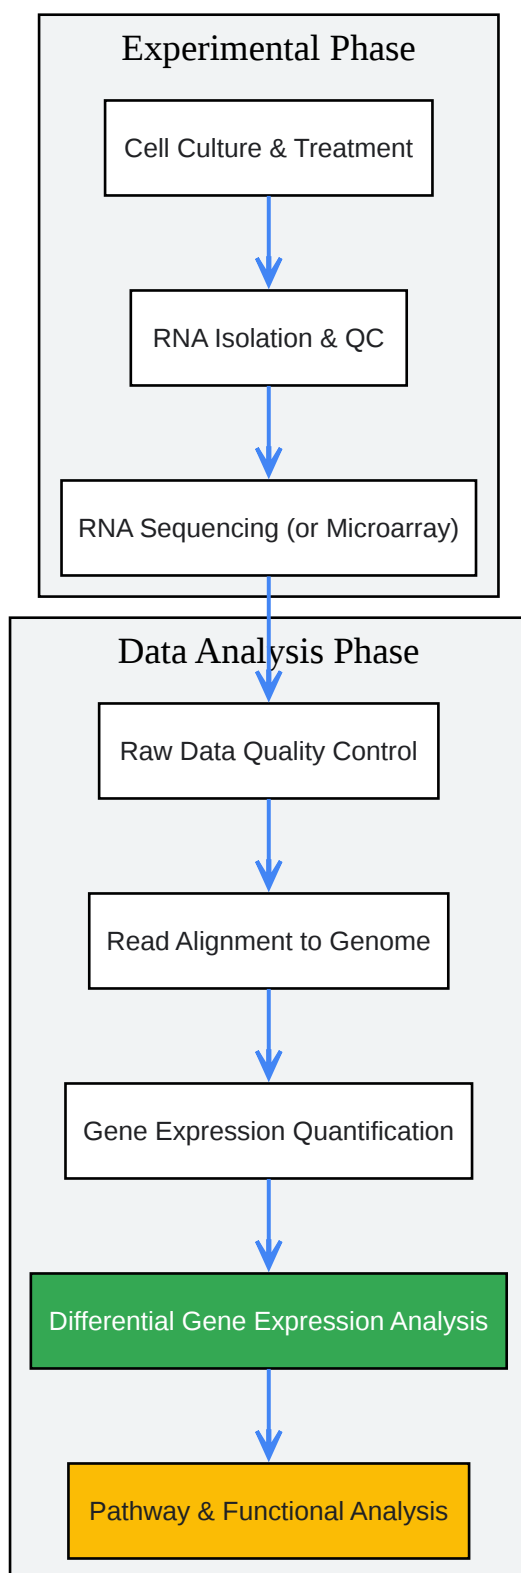 Experimental Phase
Cell Culture & Treatment
RNA Isolation & QC
RNA Sequencing (or Microarray)
Data Analysis Phase
Raw Data Quality Control
Read Alignment to Genome
Gene Expression Quantification
Differential Gene Expression Analysis
Pathway & Functional Analysis